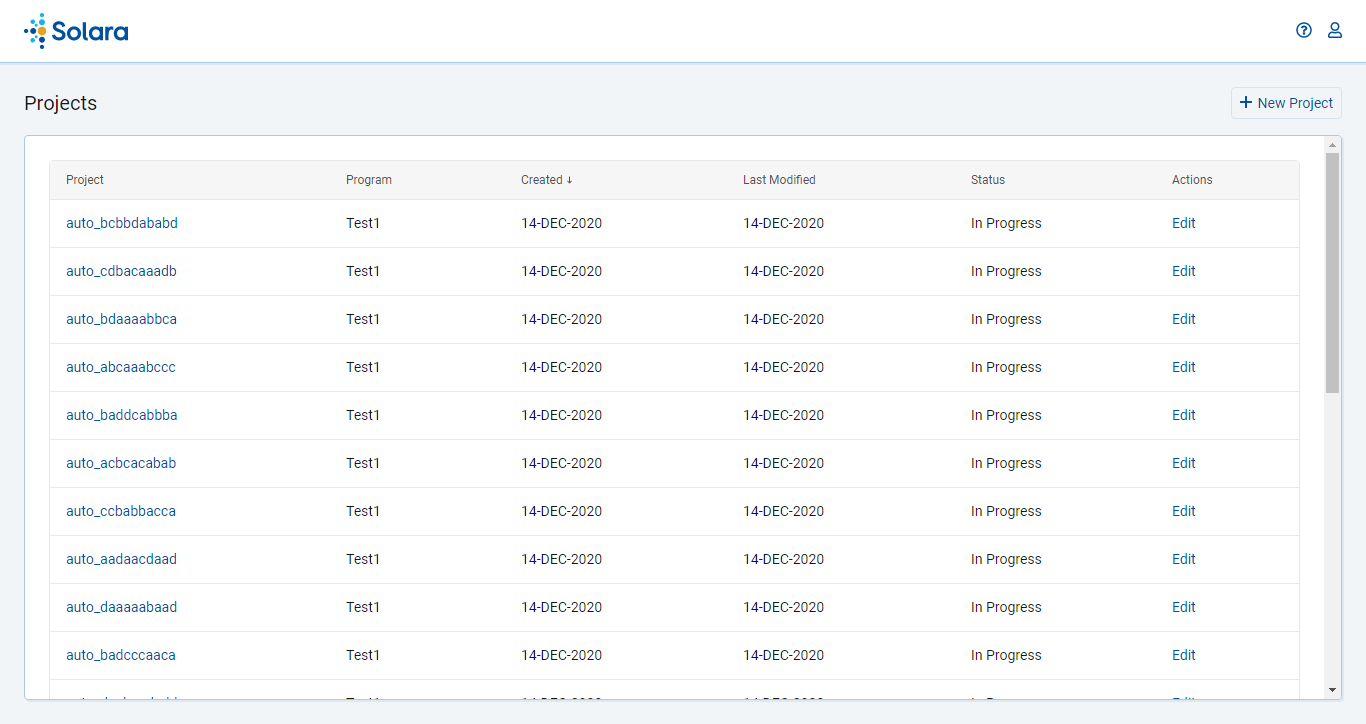 Solara
Projects
New Project
Project Program Created ↓ Last Modified Status Actions
auto_bcbbdababd Test1 14-DEC-2020 14-DEC-2020 In Progress Edit
auto_cdbacaaadb Test1 14-DEC-2020 14-DEC-2020 In Progress Edit
auto_bdaaaabbca Test1 14-DEC-2020 14-DEC-2020 In Progress Edit
auto_abcaaabccc Test1 14-DEC-2020 14-DEC-2020 In Progress Edit
auto_baddcabbba Test1 14-DEC-2020 14-DEC-2020 In Progress Edit
auto_acbcacabab Test1 14-DEC-2020 14-DEC-2020 In Progress Edit
auto_ccbabbacca Test1 14-DEC-2020 14-DEC-2020 In Progress Edit
auto_aadaacdaad Test1 14-DEC-2020 14-DEC-2020 In Progress Edit
auto_daaaaabaad Test1 14-DEC-2020 14-DEC-2020 In Progress Edit
auto_badcccaaca Test1 14-DEC-2020 14-DEC-2020 In Progress Edit